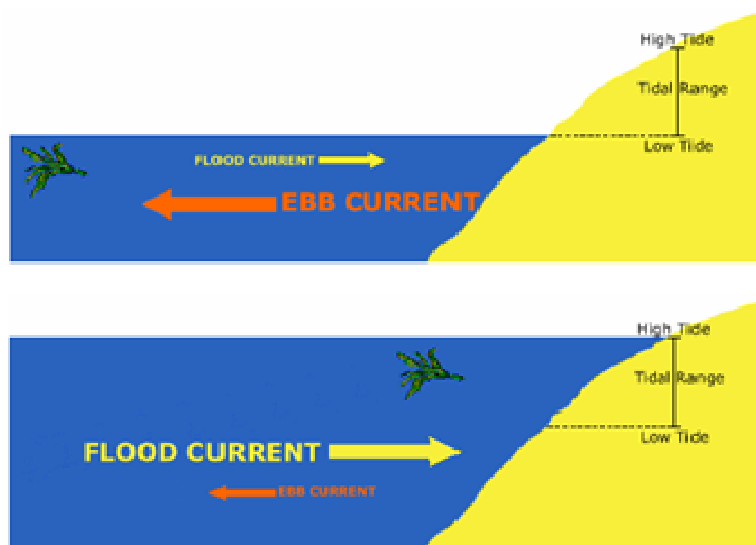 High Tide
Tidal Range
Low Tide
FLOOD CURRENT
EBB CURRENT
High Tide
Tidal Range
Low Tide
FLOOD CURRENT
EBB CURRENT